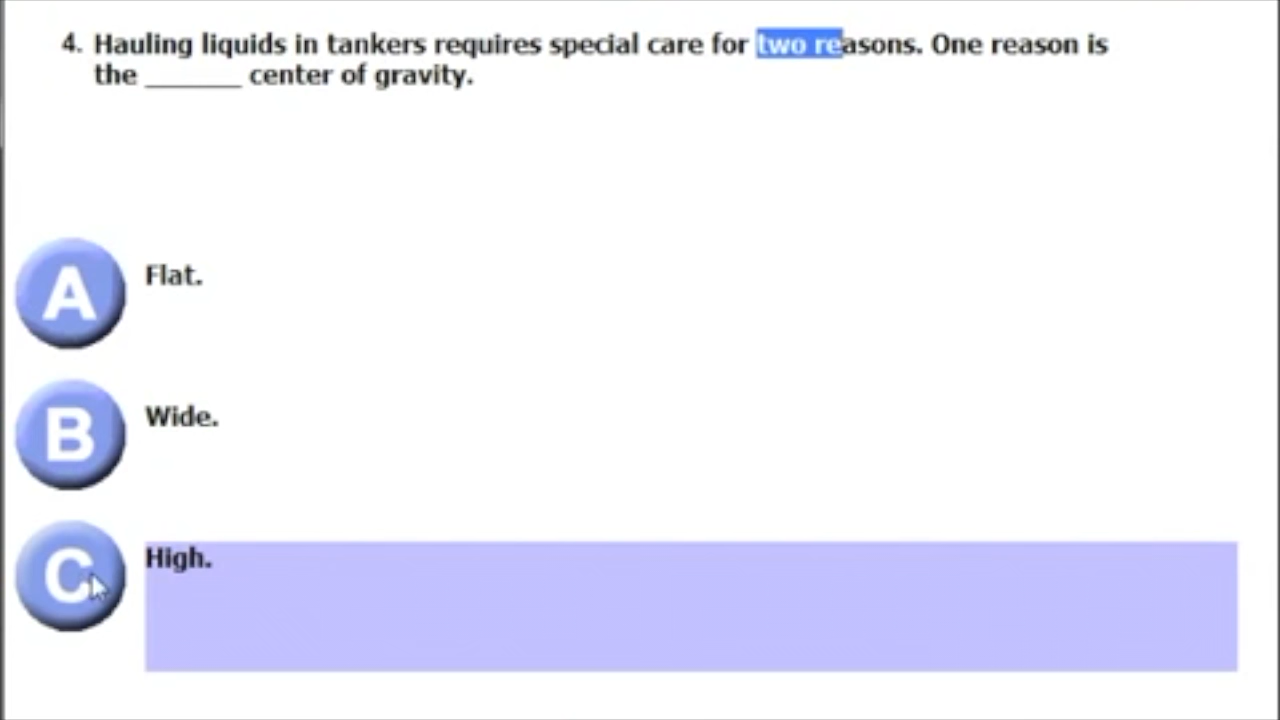 4. Hauling liquids in tankers requires special care for two reasons. One reason is
the _______ center of gravity.
A Flat.
B Wide.
C High.